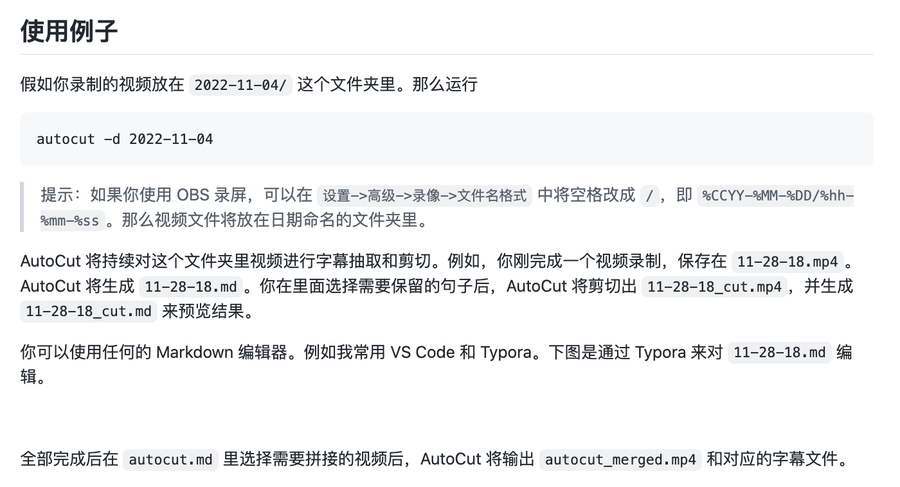 使用例子
假如你录制的视频放在 2022-11-04/ 这个文件夹里。那么运行
autocut -d 2022-11-04
提示：如果你使用 OBS 录屏，可以在 设置->高级->录像->文件名格式 中将空格改成 /，即 %CCYY-%MM-%DD/%hh-
%mm-%ss。那么视频文件将放在日期命名的文件夹里。
AutoCut 将持续对这个文件夹里视频进行字幕抽取和剪切。例如，你刚完成一个视频录制，保存在 11-28-18.mp4。
AutoCut 将生成 11-28-18.md。你在里面选择需要保留的句子后，AutoCut 将剪切出 11-28-18_cut.mp4，并生成
11-28-18_cut.md 来预览结果。
你可以使用任何的 Markdown 编辑器。例如我常用 VS Code 和 Typora。下图是通过 Typora 来对 11-28-18.md 编
辑。
全部完成后在 autocut.md 里选择需要拼接的视频后，AutoCut 将输出 autocut_merged.mp4 和对应的字幕文件。